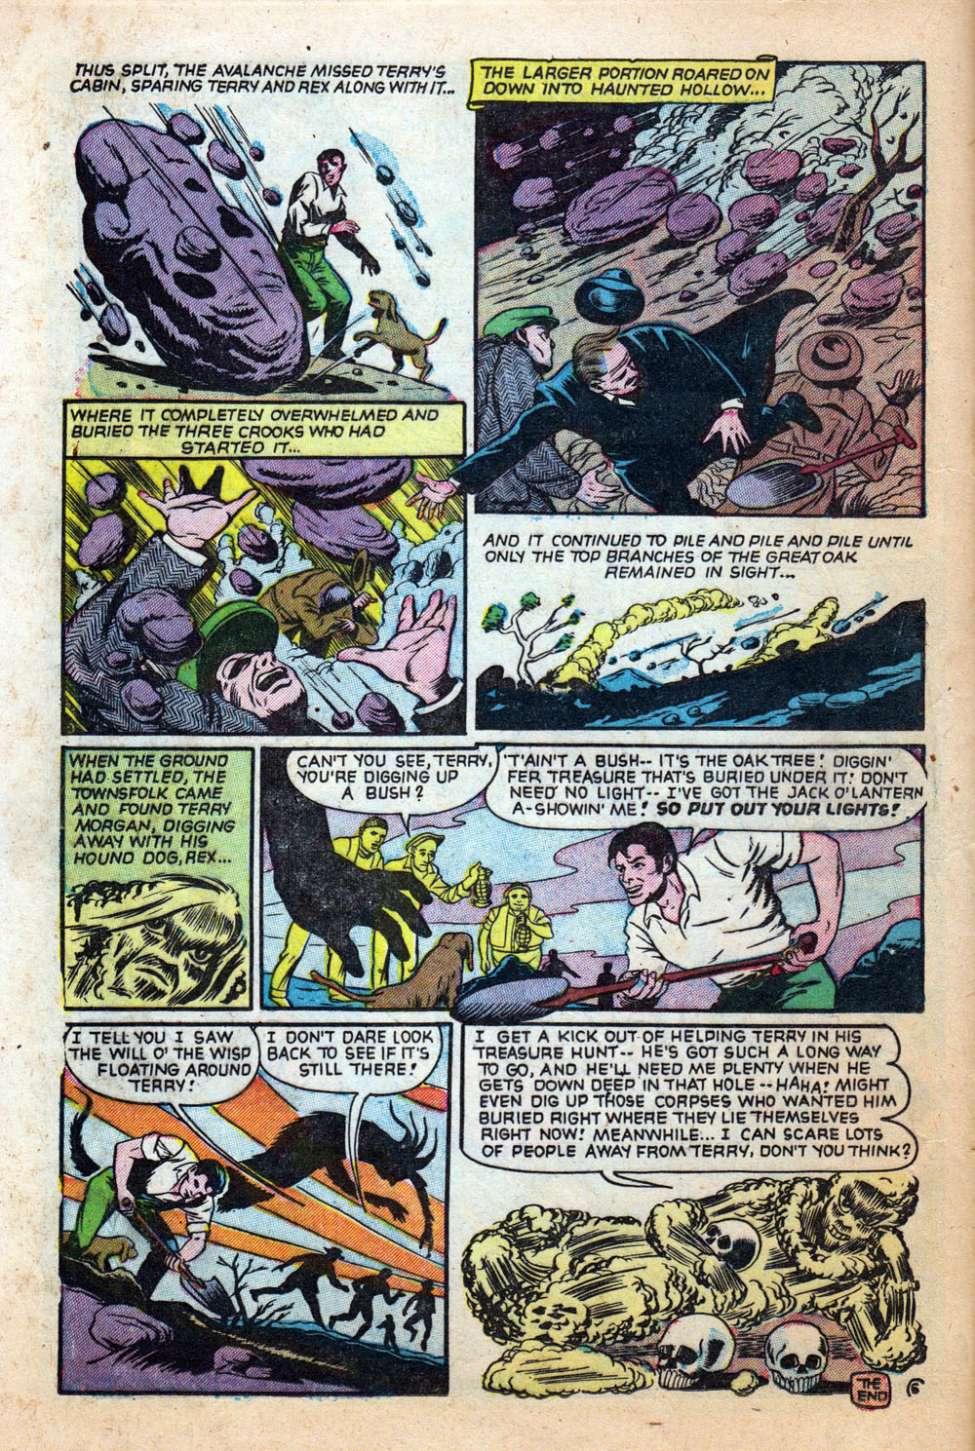 THUS SPLIT, THE AVALANCHE MISSED TERRY'S
CABIN, SPARING TERRY AND REX ALONG WITH IT...
THE LARGER PORTION ROARED ON
DOWN INTO HAUNTED HOLLOW...
WHERE IT COMPLETELY OVERWHELMED AND
BURIED THE THREE CROOKS WHO HAD
STARTED IT...
AND IT CONTINUED TO PILE AND PILE AND PILE UNTIL
ONLY THE TOP BRANCHES OF THE GREAT OAK
REMAINED IN SIGHT...
WHEN THE GROUND
HAD SETTLED, THE
TOWNSFOLK CAME
AND FOUND TERRY
MORGAN, DIGGING
AWAY WITH HIS
HOUND DOG, REX...
CAN'T YOU SEE, TERRY,
YOU'RE DIGGING UP
A BUSH?
'T'AIN'T A BUSH-- IT'S THE OAK TREE! DIGGIN'
FER TREASURE THAT'S BURIED UNDER IT! DON'T
NEED NO LIGHT-- I'VE GOT THE JACK O'LANTERN
A-SHOWIN' ME! SO PUT OUT YOUR LIGHTS!
I TELL YOU I SAW
THE WILL O' THE WISP
FLOATING AROUND
TERRY!
I DON'T DARE LOOK
BACK TO SEE IF IT'S
STILL THERE!
I GET A KICK OUT OF HELPING TERRY IN HIS
TREASURE HUNT-- HE'S GOT SUCH A LONG WAY
TO GO, AND HE'LL NEED ME PLENTY WHEN HE
GETS DOWN DEEP IN THAT HOLE -- HAHA! MIGHT
EVEN DIG UP THOSE CORPSES WHO WANTED HIM
BURIED RIGHT WHERE THEY LIE THEMSELVES
RIGHT NOW! MEANWHILE... I CAN SCARE LOTS
OF PEOPLE AWAY FROM TERRY, DON'T YOU THINK?
THE
END
6